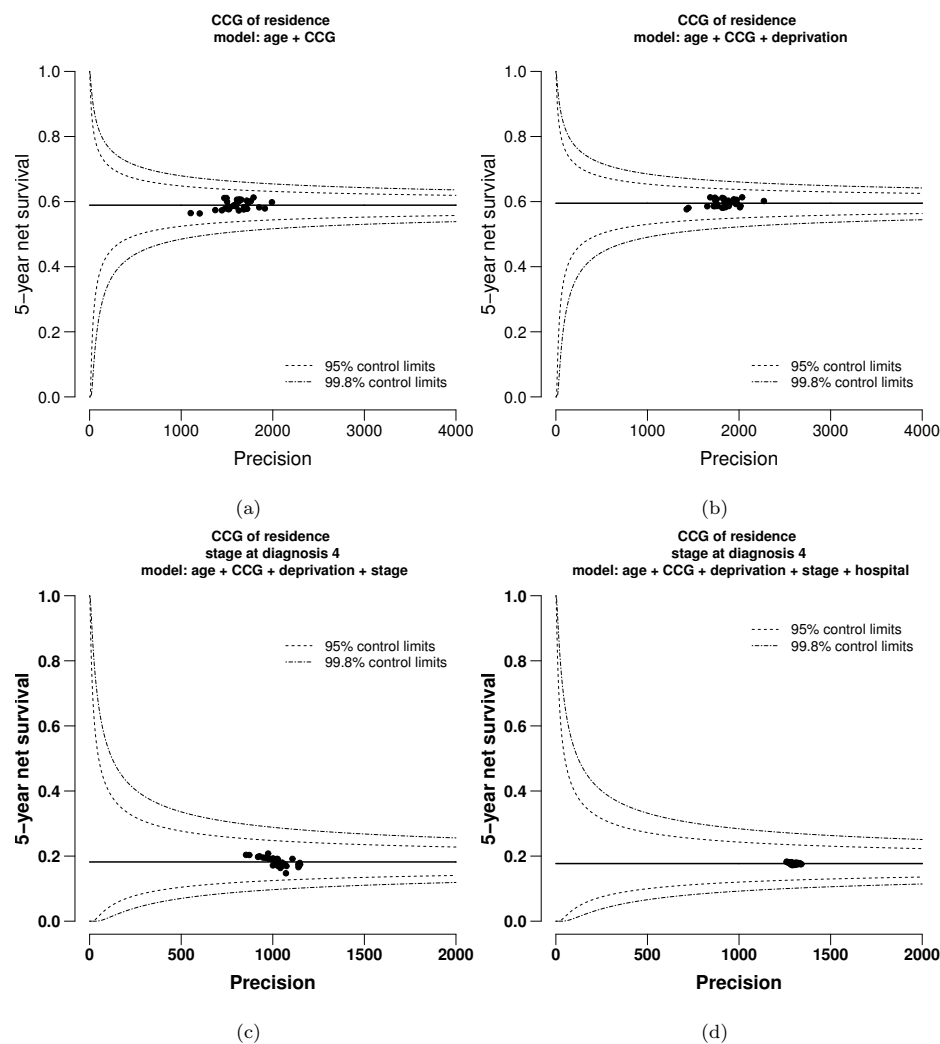 CCG of residence
model: age + CCG
5−year net survival
1.0
0.8
0.6
0.4
0.2
0.0
95% control limits
99.8% control limits
0 1000 2000 3000 4000
Precision
(a)
CCG of residence
model: age + CCG + deprivation
5−year net survival
1.0
0.8
0.6
0.4
0.2
0.0
95% control limits
99.8% control limits
0 1000 2000 3000 4000
Precision
(b)
CCG of residence
stage at diagnosis 4
model: age + CCG + deprivation + stage
5−year net survival
1.0
0.8
0.6
0.4
0.2
0.0
95% control limits
99.8% control limits
0 500 1000 1500 2000
Precision
(c)
CCG of residence
stage at diagnosis 4
model: age + CCG + deprivation + stage + hospital
5−year net survival
1.0
0.8
0.6
0.4
0.2
0.0
95% control limits
99.8% control limits
0 500 1000 1500 2000
Precision
(d)